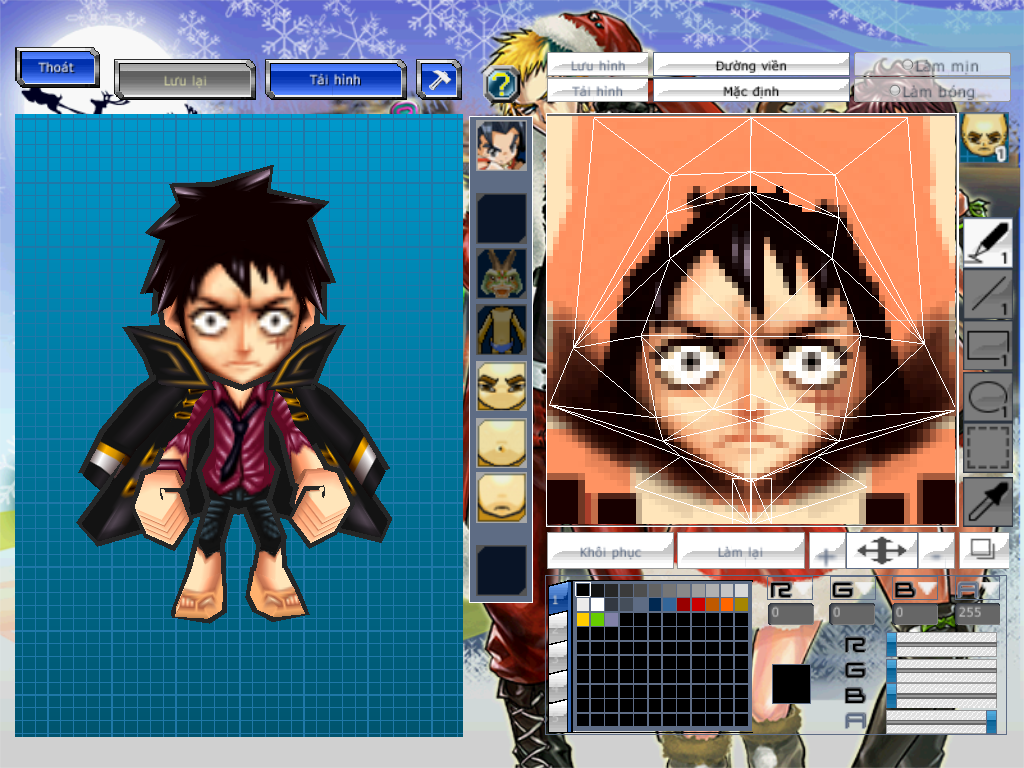 Thoát
Lưu lại
Tải hình
?
Lưu hình
Đường viền
Làm mịn
Tải hình
Mặc định
Làm bóng
1
1
1
1
1
Khôi phục
Làm lại
+
-
1
R
G
B
A
0
0
0
255
R
G
B
A